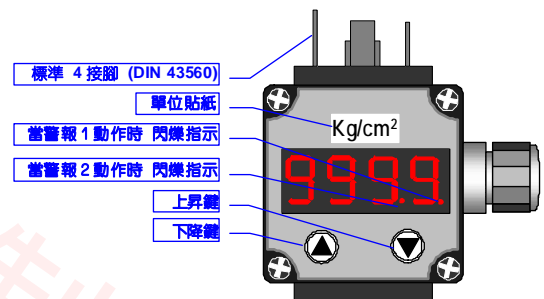 標準 4 接腳 (DIN 43560)
單位貼紙
Kg/cm²
當警報1動作時 閃爍指示
當警報2動作時 閃爍指示
999.9.
上昇鍵
下降鍵